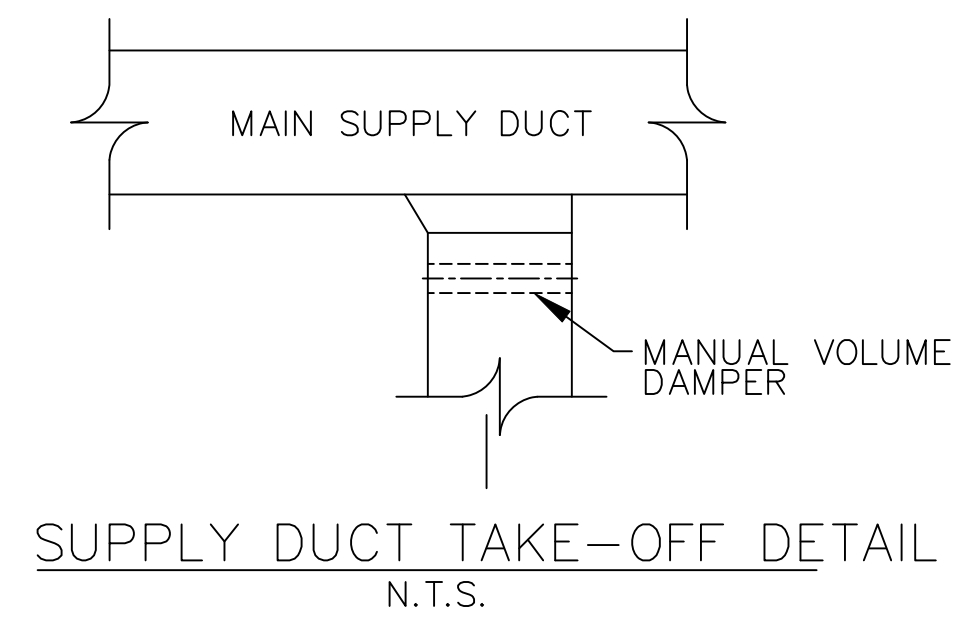 MAIN SUPPLY DUCT
MANUAL VOLUME
DAMPER
SUPPLY DUCT TAKE-OFF DETAIL
N.T.S.